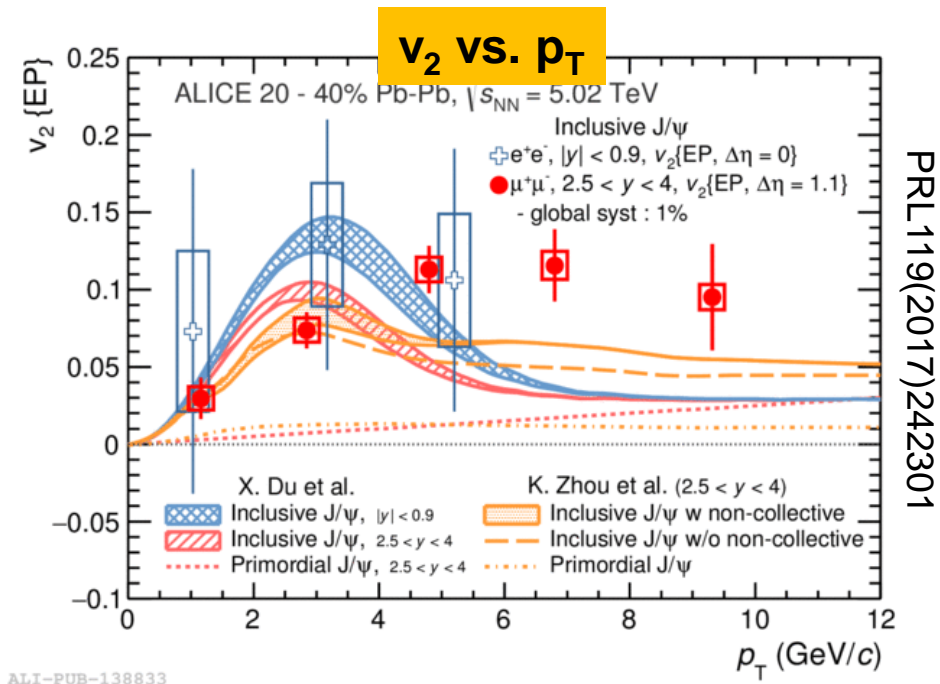 v₂ vs. p_T
ALICE 20 - 40% Pb-Pb, √s_NN = 5.02 TeV
Inclusive J/ψ
e⁺e⁻, |y| < 0.9, v₂{EP, Δη = 0}
μ⁺μ⁻, 2.5 < y < 4, v₂{EP, Δη = 1.1}
- global syst : 1%
v₂ {EP}
0.25
0.2
0.15
0.1
0.05
0
−0.05
−0.1
X. Du et al.
Inclusive J/ψ, |y| < 0.9
Inclusive J/ψ, 2.5 < y < 4
Primordial J/ψ, 2.5 < y < 4
K. Zhou et al. (2.5 < y < 4)
Inclusive J/ψ w non-collective
Inclusive J/ψ w/o non-collective
Primordial J/ψ
0 2 4 6 8 10 12
p_T (GeV/c)
PRL119(2017)242301
ALI-PUB-138833